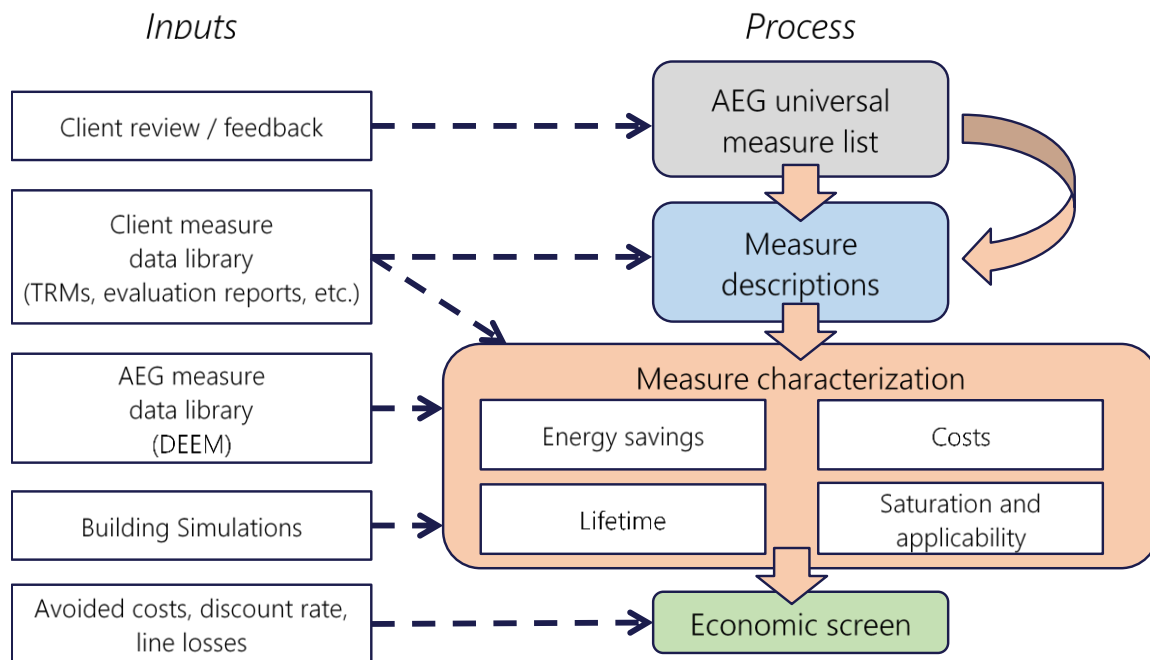 Inputs
Process
Client review / feedback
AEG universal
measure list
Client measure
data library
(TRMs, evaluation reports, etc.)
Measure
descriptions
AEG measure
data library
(DEEM)
Measure characterization
Energy savings
Costs
Building Simulations
Lifetime
Saturation and
applicability
Avoided costs, discount rate,
line losses
Economic screen